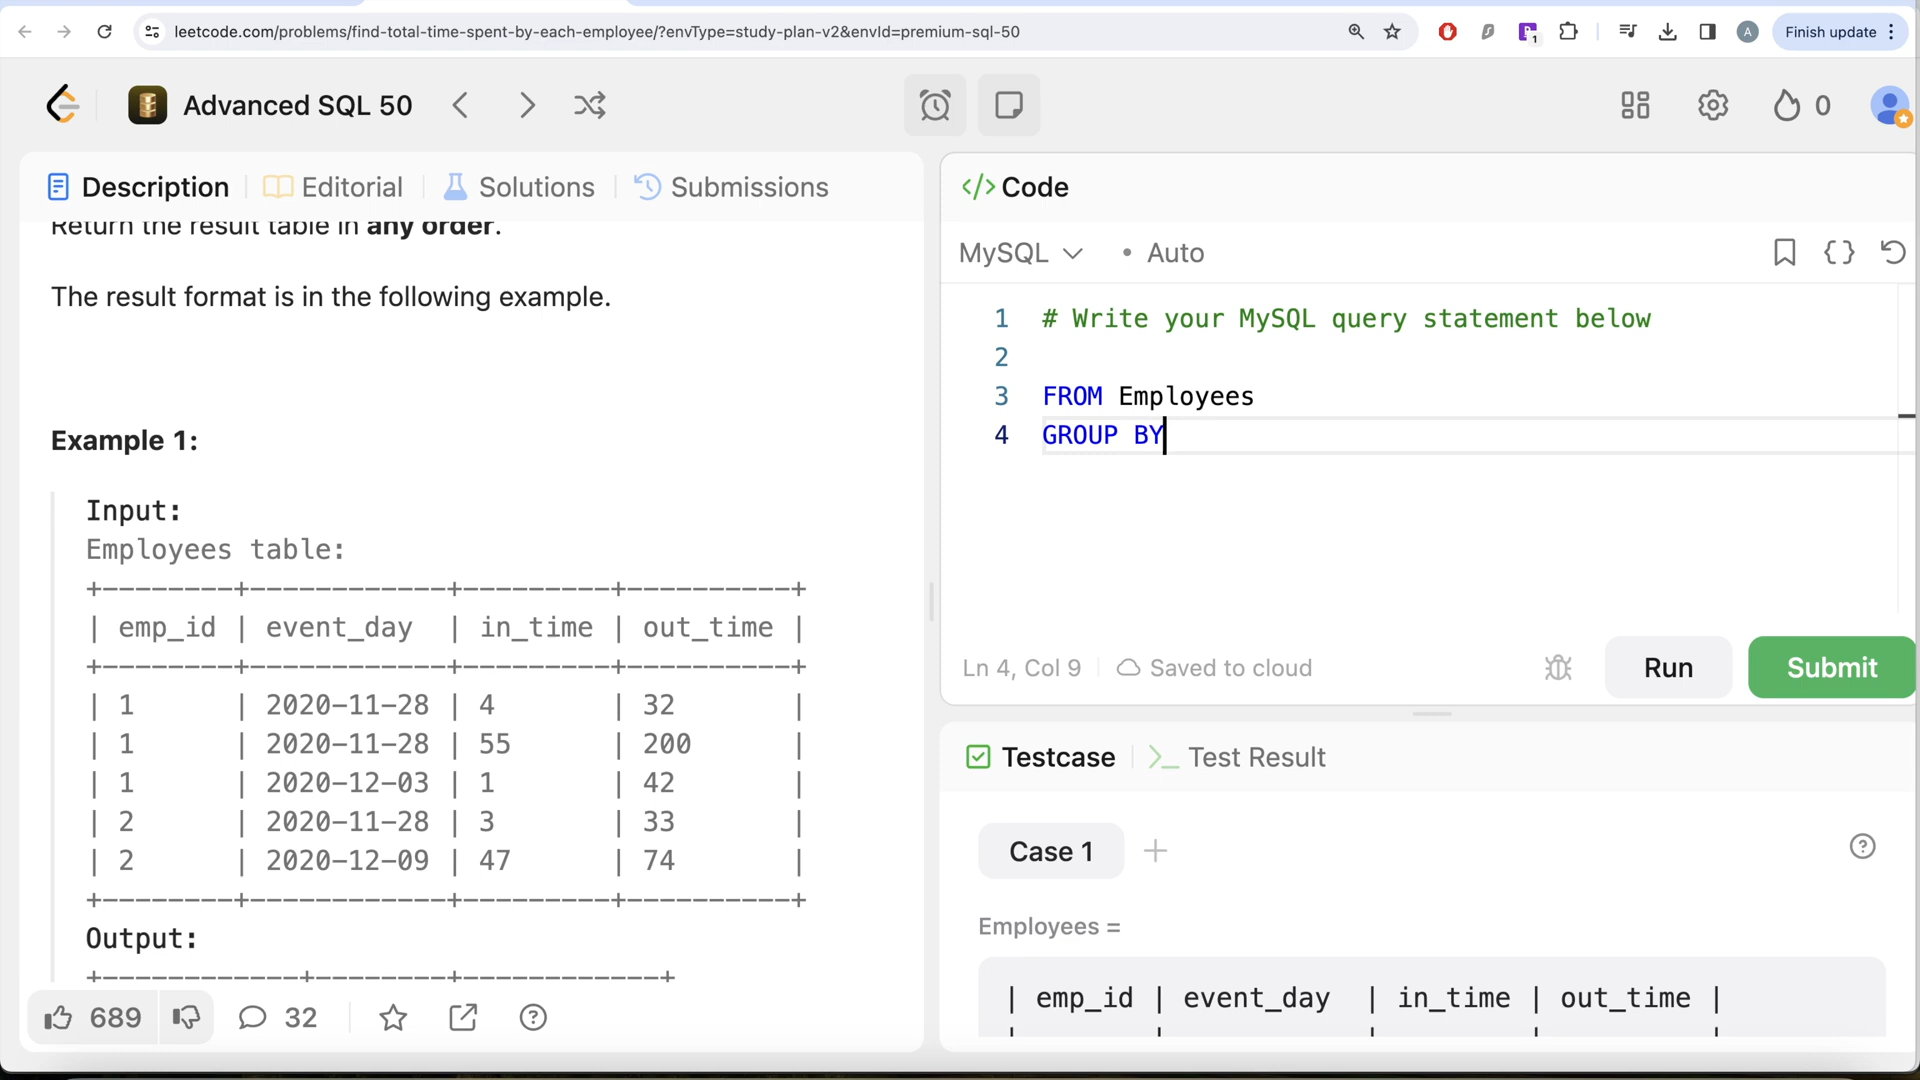 leetcode.com/problems/find-total-time-spent-by-each-employee/?envType=study-plan-v2&envId=premium-sql-50
1
A
Finish update
Advanced SQL 50
0
Description
Editorial
Solutions
Submissions
Return the result table in any order.
The result format is in the following example.
Example 1:
Input:
Employees table:
+--------+------------+---------+----------+
| emp_id | event_day  | in_time | out_time |
+--------+------------+---------+----------+
| 1      | 2020-11-28 | 4       | 32       |
| 1      | 2020-11-28 | 55      | 200      |
| 1      | 2020-12-03 | 1       | 42       |
| 2      | 2020-11-28 | 3       | 33       |
| 2      | 2020-12-09 | 47      | 74       |
+--------+------------+---------+----------+
Output:
+------------+--------+------------+
689
32
</> Code
MySQL • Auto
{}
1 # Write your MySQL query statement below
2
3 FROM Employees
4 GROUP BY
Ln 4, Col 9
Saved to cloud
Run
Submit
Testcase
>_ Test Result
Case 1 +
Employees =
| emp_id | event_day  | in_time | out_time |